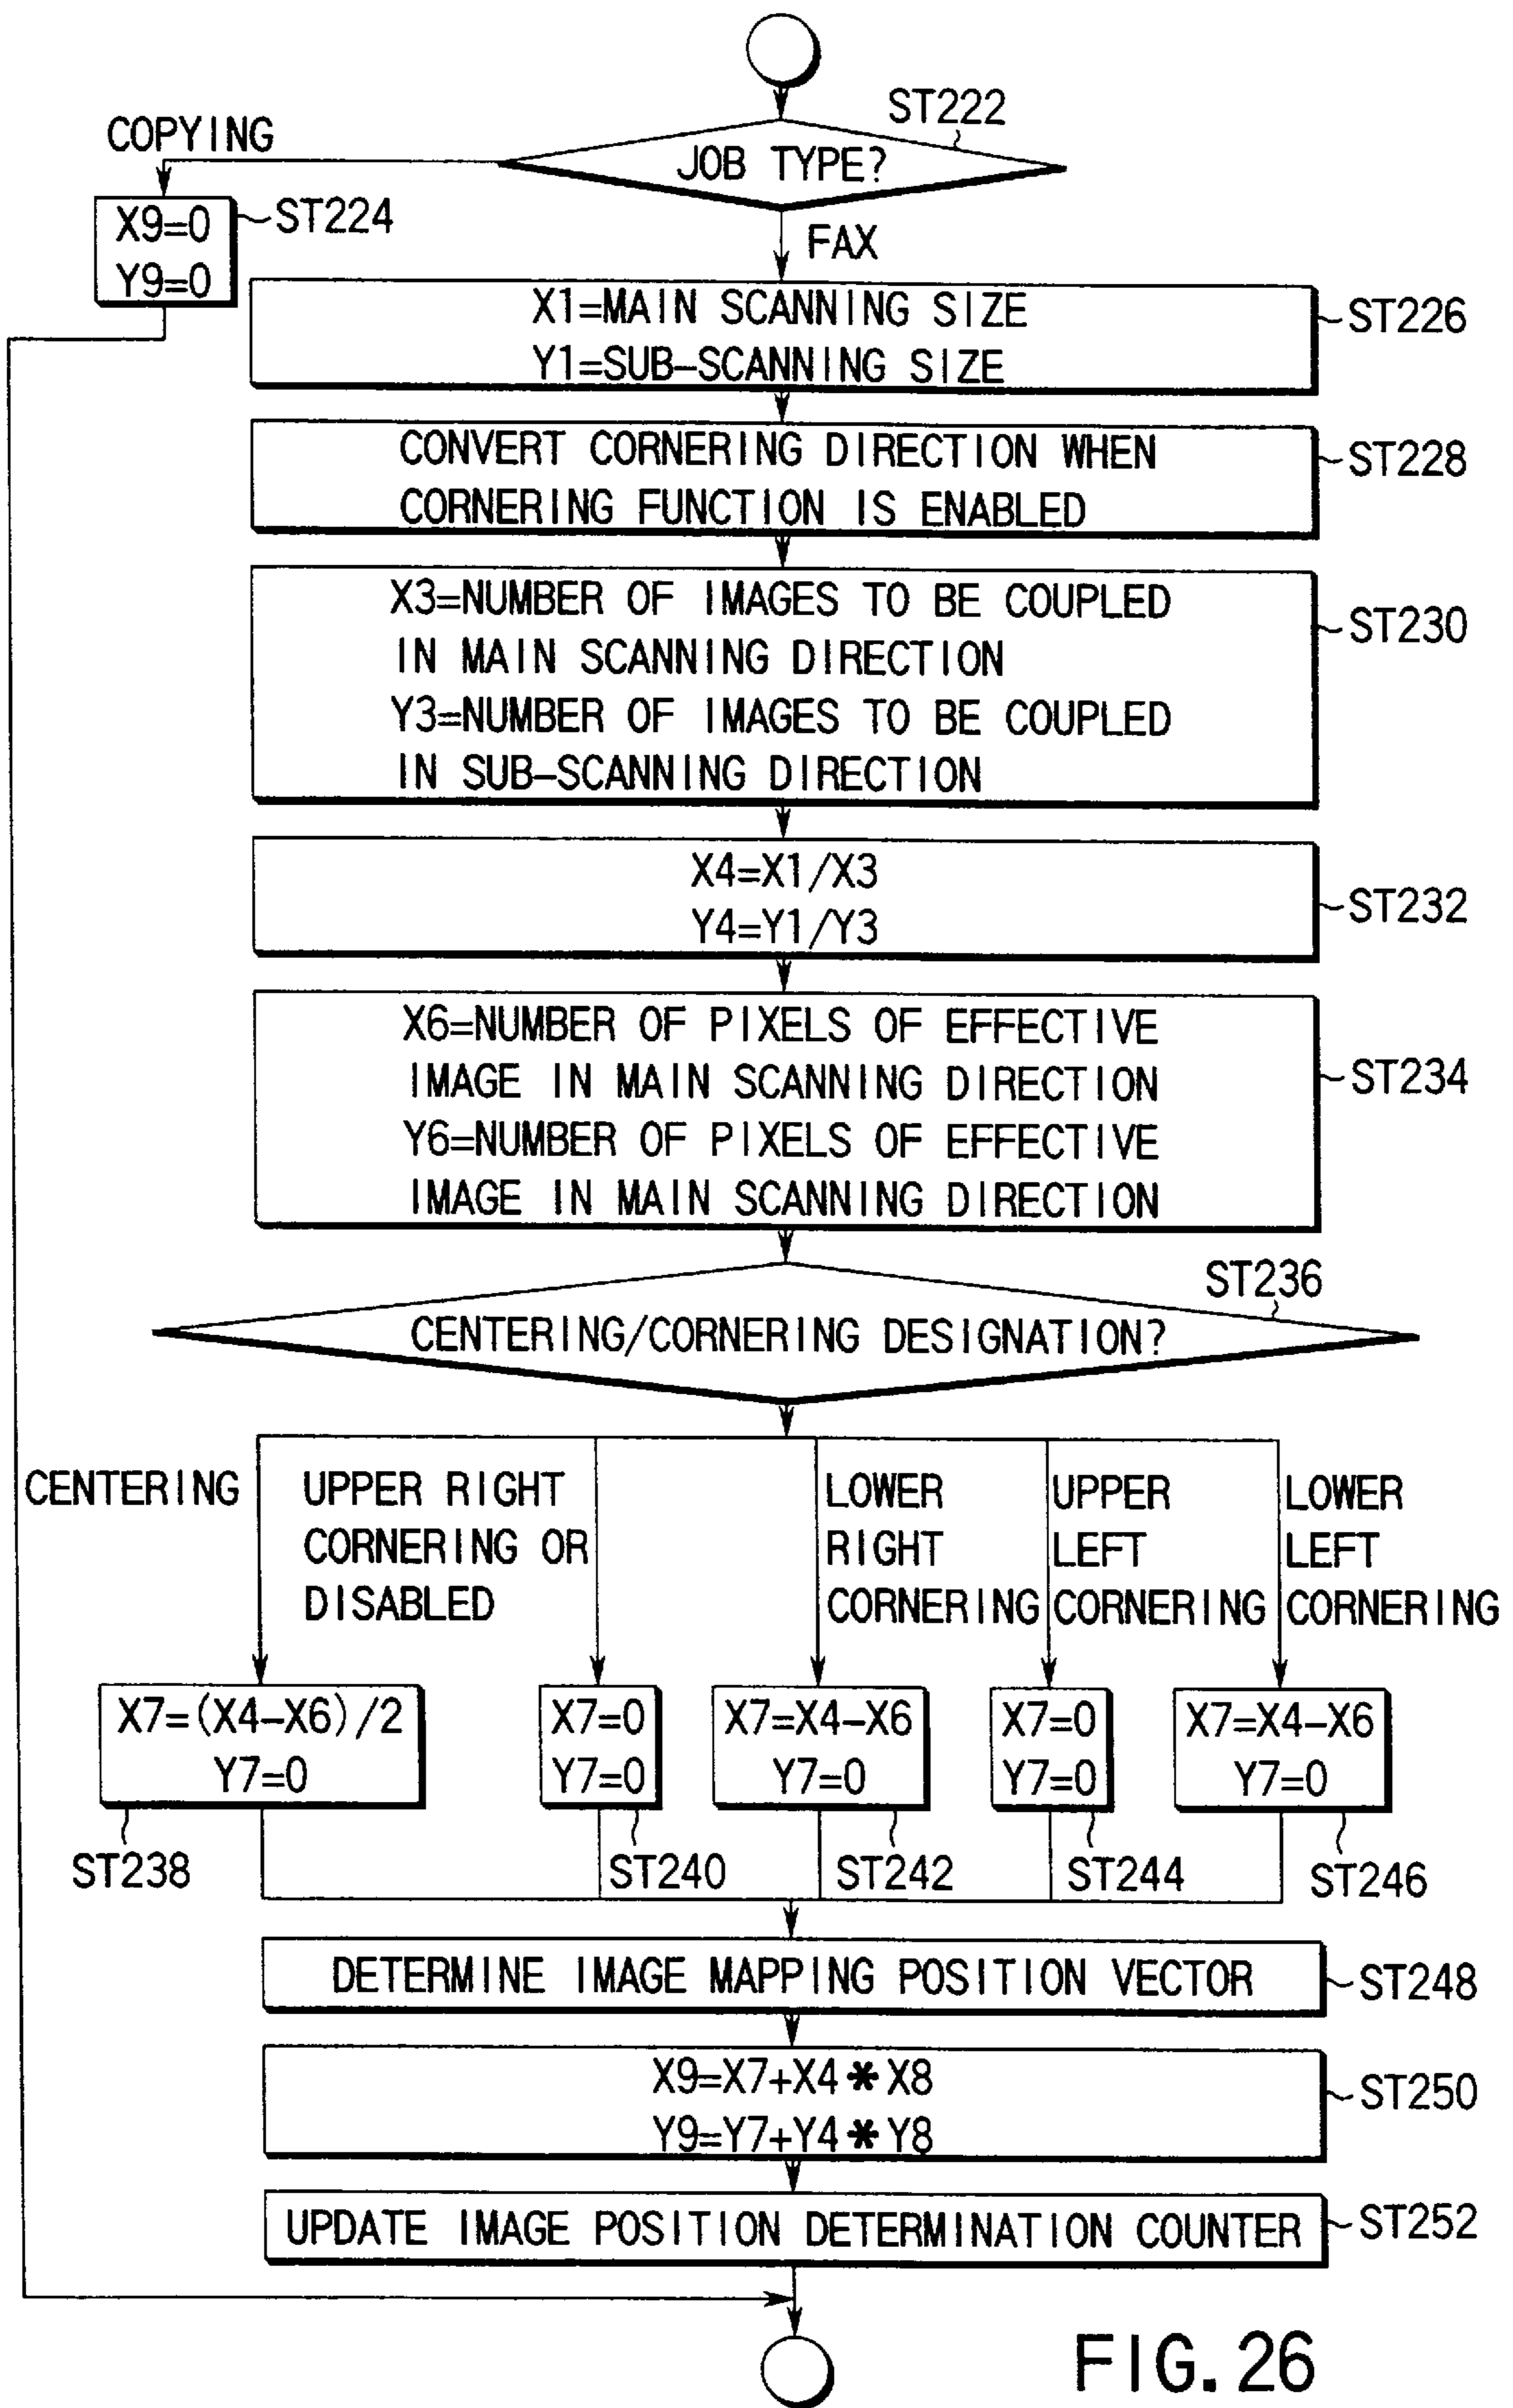 ST222
COPYING
JOB TYPE?
X9=0
Y9=0
ST224
FAX
X1=MAIN SCANNING SIZE
Y1=SUB-SCANNING SIZE
ST226
CONVERT CORNERING DIRECTION WHEN
CORNERING FUNCTION IS ENABLED
ST228
X3=NUMBER OF IMAGES TO BE COUPLED
IN MAIN SCANNING DIRECTION
Y3=NUMBER OF IMAGES TO BE COUPLED
IN SUB-SCANNING DIRECTION
ST230
X4=X1/X3
Y4=Y1/Y3
ST232
X6=NUMBER OF PIXELS OF EFFECTIVE
IMAGE IN MAIN SCANNING DIRECTION
Y6=NUMBER OF PIXELS OF EFFECTIVE
IMAGE IN MAIN SCANNING DIRECTION
ST234
ST236
CENTERING/CORNERING DESIGNATION?
CENTERING
UPPER RIGHT
CORNERING OR
DISABLED
LOWER
RIGHT
CORNERING
UPPER
LEFT
CORNERING
LOWER
LEFT
CORNERING
X7=(X4-X6)/2
Y7=0
X7=0
Y7=0
X7=X4-X6
Y7=0
X7=0
Y7=0
X7=X4-X6
Y7=0
ST238
ST240
ST242
ST244
ST246
DETERMINE IMAGE MAPPING POSITION VECTOR
ST248
X9=X7+X4*X8
Y9=Y7+Y4*Y8
ST250
UPDATE IMAGE POSITION DETERMINATION COUNTER
ST252
FIG. 26